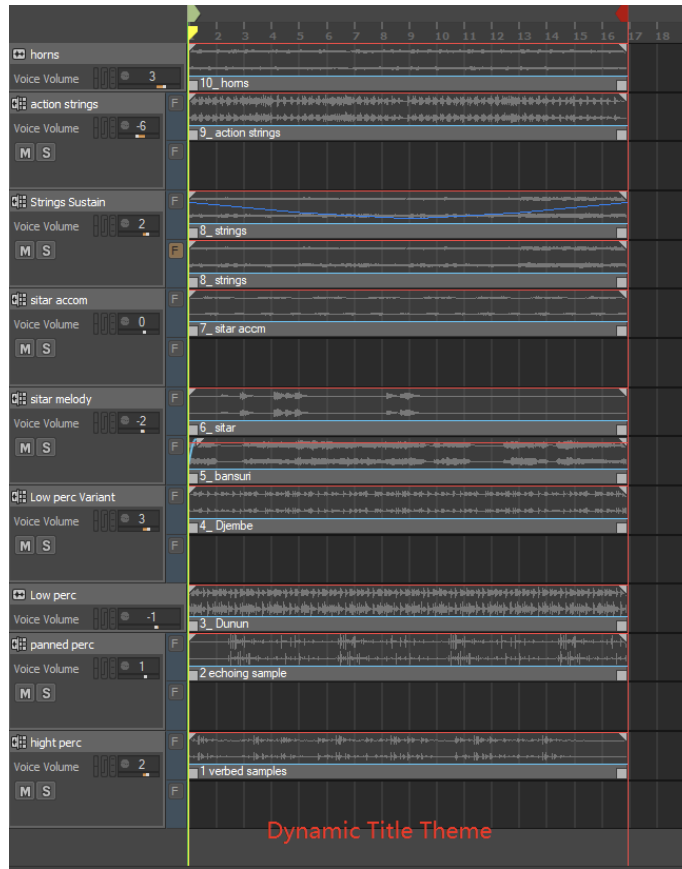 2 3 4 5 6 7 8 9 10 11 12 13 14 15 16 17 18
horns
Voice Volume 3
10_ horns
action strings F
Voice Volume -6
9_ action strings
M S F
Strings Sustain F
Voice Volume 2
8_ strings
M S F
8_ strings
sitar accom F
Voice Volume 0
7_ sitar accm
M S F
sitar melody F
Voice Volume -2
6_ sitar
M S F
5_ bansuri
Low perc Variant F
Voice Volume 3
4_ Djembe
M S F
Low perc
Voice Volume -1
3_ Dunun
panned perc F
Voice Volume 1
2 echoing sample
M S F
hight perc F
Voice Volume 2
1 verbed samples
M S F
Dynamic Title Theme